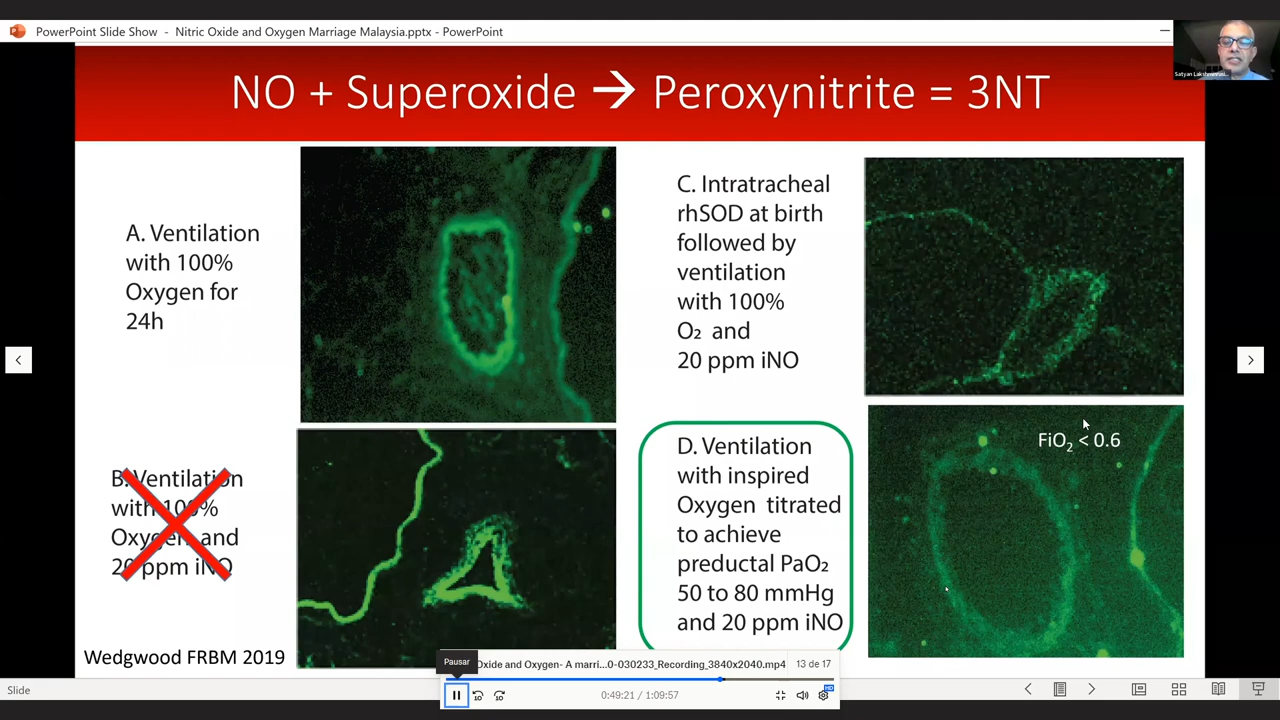 PowerPoint Slide Show - Nitric Oxide and Oxygen Marriage Malaysia.pptx - PowerPoint
NO + Superoxide → Peroxynitrite = 3NT
A. Ventilation
with 100%
Oxygen for
24h
B. Ventilation
with 100%
Oxygen and
20 ppm iNO
C. Intratracheal
rhSOD at birth
followed by
ventilation
with 100%
O₂ and
20 ppm iNO
D. Ventilation
with inspired
Oxygen titrated
to achieve
preductal PaO₂
50 to 80 mmHg
and 20 ppm iNO
FiO₂ < 0.6
Wedgwood FRBM 2019
Pausar
Oxide and Oxygen- A marri...0-030233_Recording_3840x2040.mp4
13 de 17
10
10
0:49:21 / 1:09:57
HD
Slide